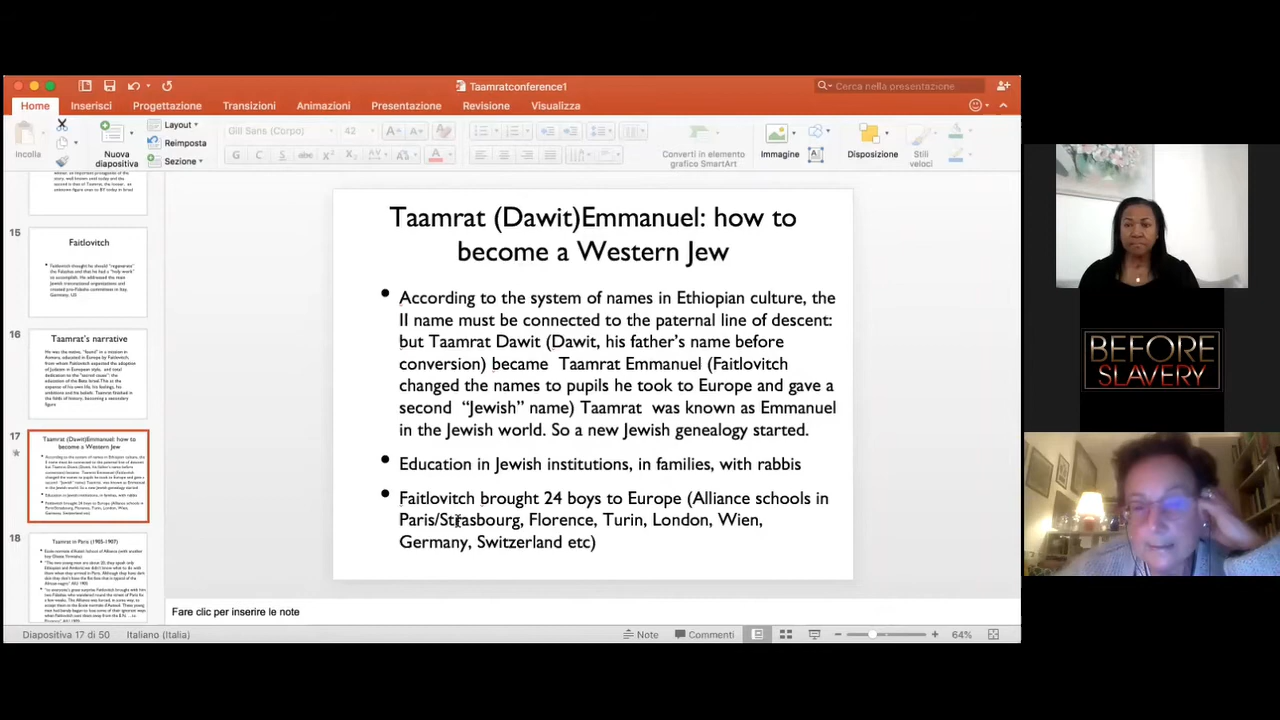 Taamratconference1
Cerca nella presentazione
Home Inserisci Progettazione Transizioni Animazioni Presentazione Revisione Visualizza
Incolla
Nuova diapositiva
Layout
Reimposta
Sezione
Gill Sans (Corpo) 42
Converti in elemento grafico SmartArt
Immagine
Disposizione
Stili veloci
15
Faitlovitch
16
Taamrat's narrative
17
Taamrat (Dawit)Emmanuel: how to
become a Western Jew
18
Taamrat in Paris (1905-1907)
Taamrat (Dawit)Emmanuel: how to
become a Western Jew
• According to the system of names in Ethiopian culture, the
II name must be connected to the paternal line of descent:
but Taamrat Dawit (Dawit, his father's name before
conversion) became Taamrat Emmanuel (Faitlovitch
changed the names to pupils he took to Europe and gave a
second "Jewish" name) Taamrat was known as Emmanuel
in the Jewish world. So a new Jewish genealogy started.
• Education in Jewish institutions, in families, with rabbis
• Faitlovitch brought 24 boys to Europe (Alliance schools in
Paris/Strasbourg, Florence, Turin, London, Wien,
Germany, Switzerland etc)
Fare clic per inserire le note
Diapositiva 17 di 50 Italiano (Italia) Note Commenti 64%
BEFORE
SLAVERY